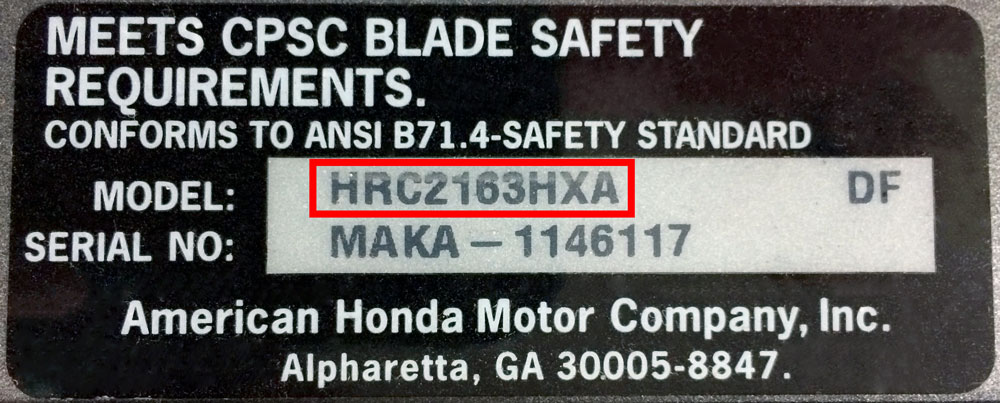 MEETS CPSC BLADE SAFETY
REQUIREMENTS.
CONFORMS TO ANSI B71.4-SAFETY STANDARD
MODEL: HRC2163HXA DF
SERIAL NO: MAKA – 1146117
American Honda Motor Company, Inc.
Alpharetta, GA 30005-8847.